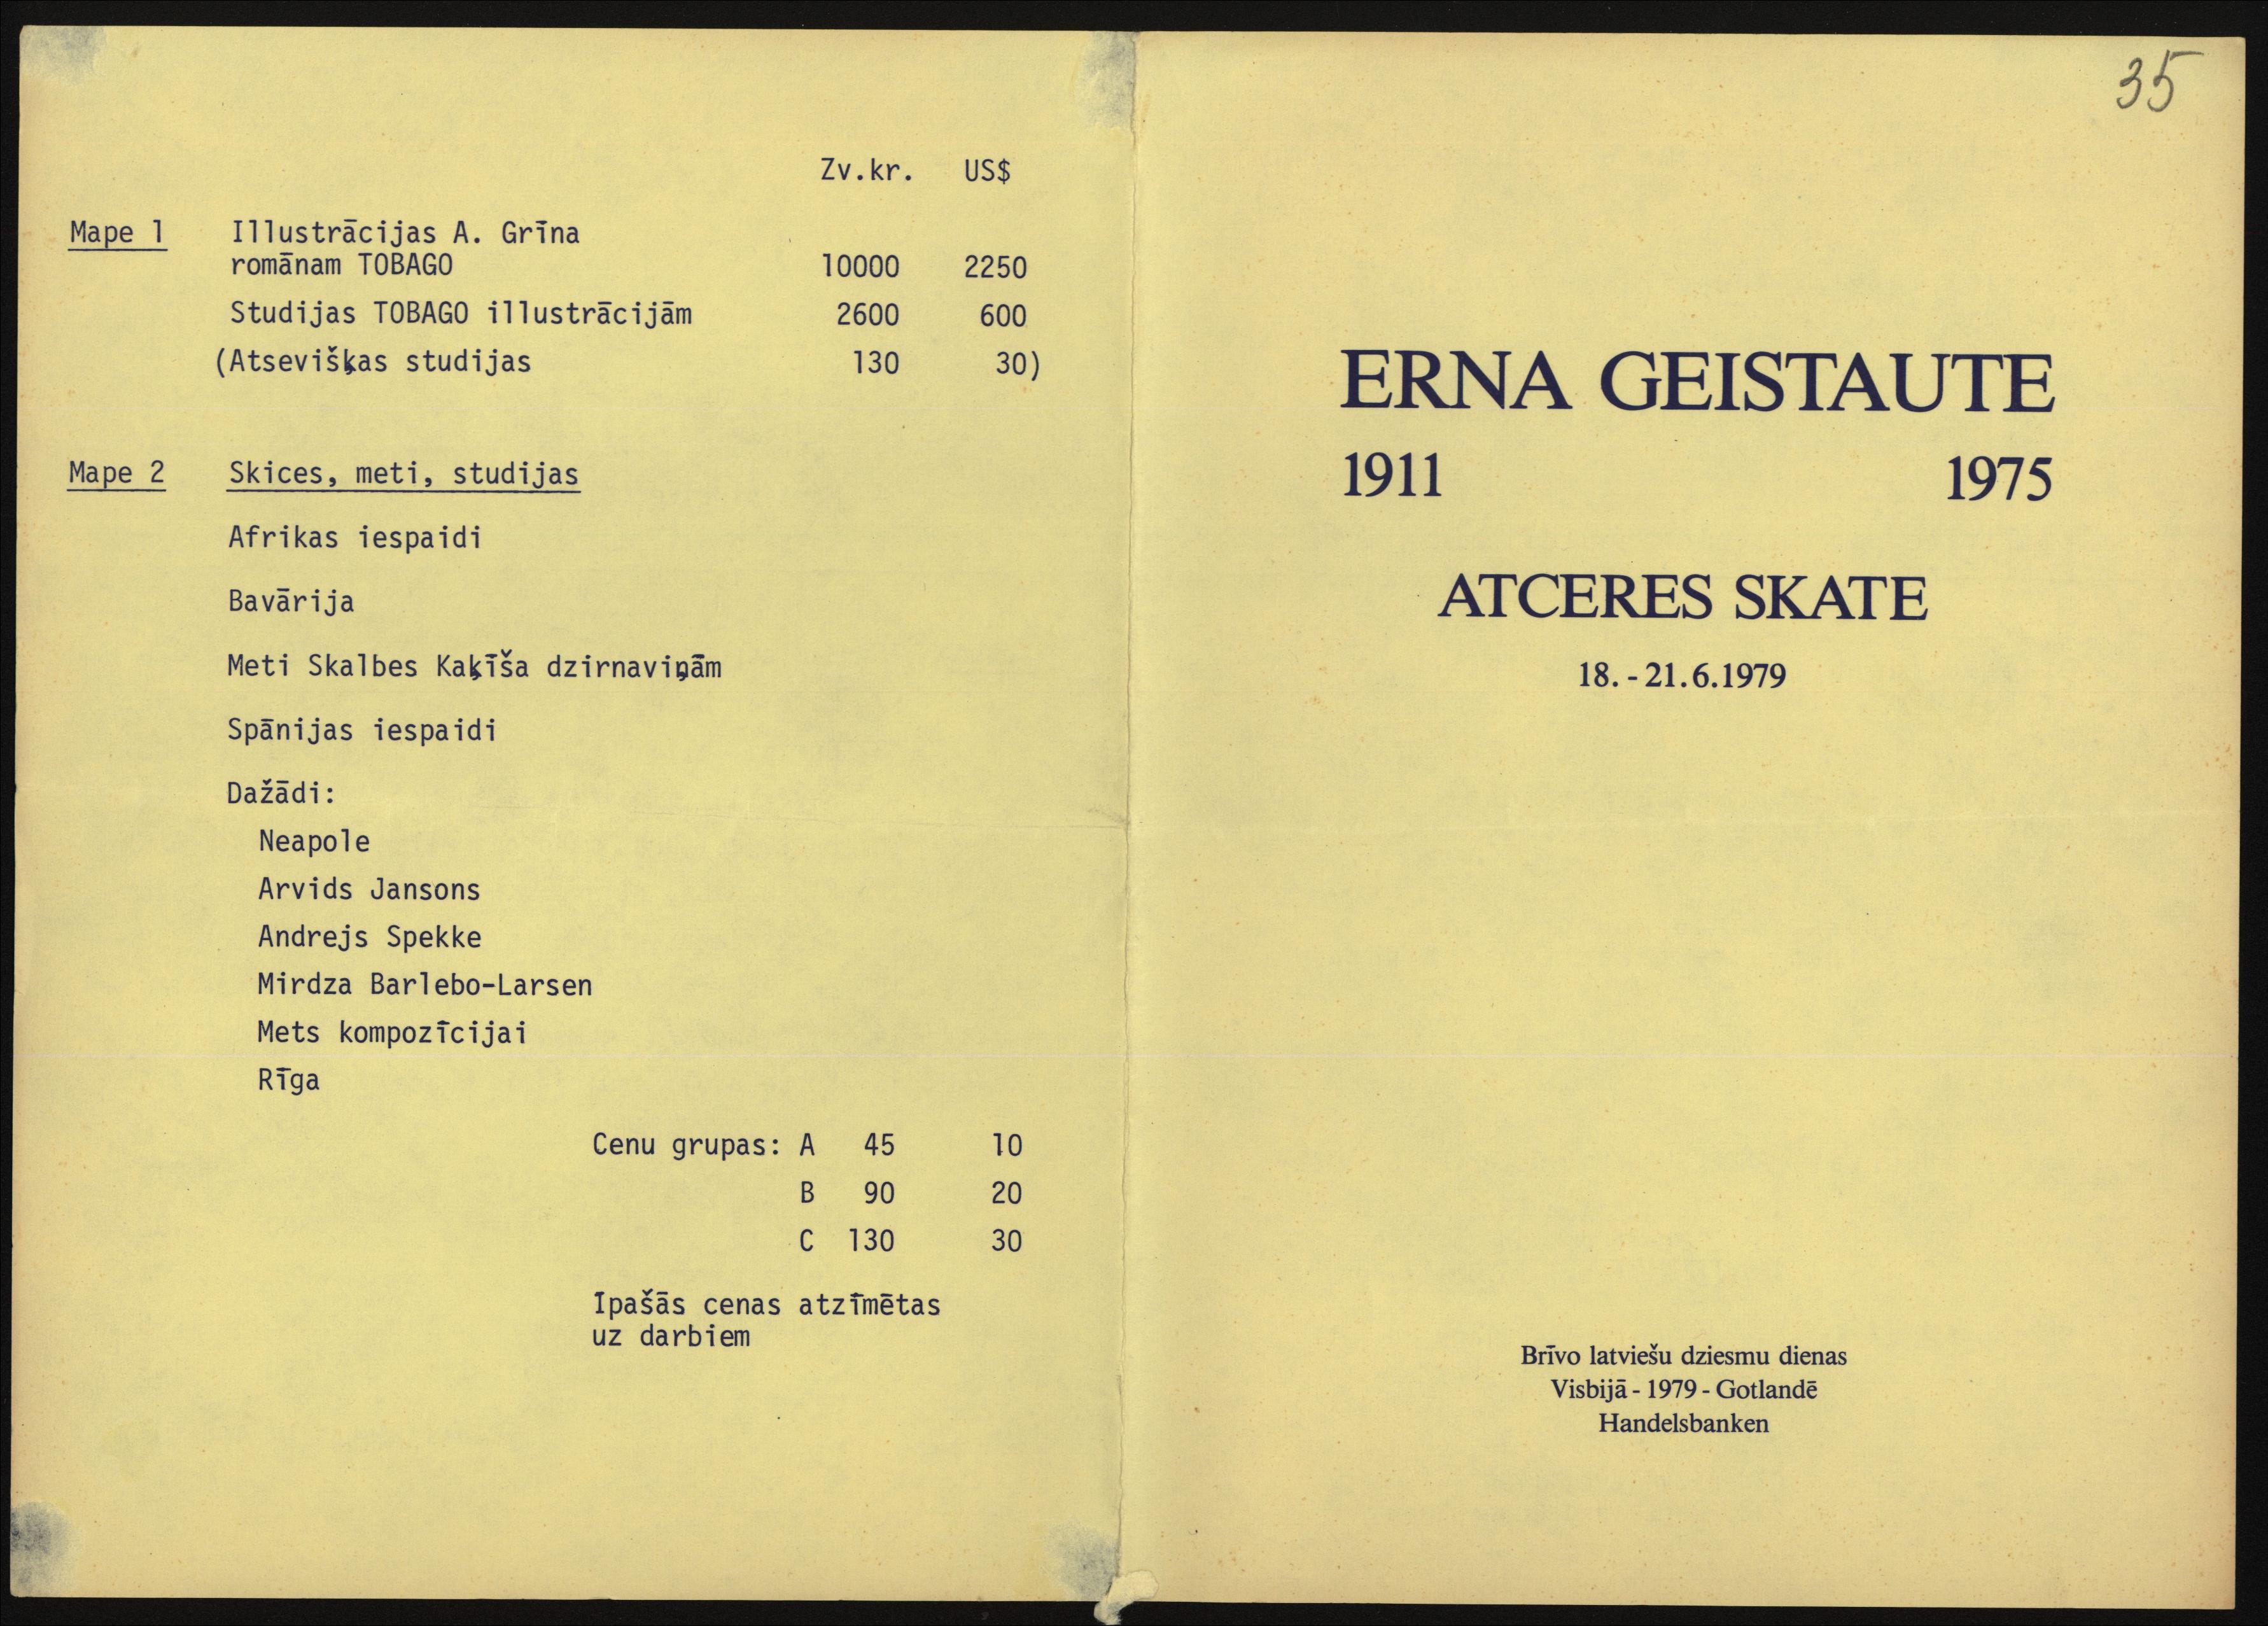 Zv.kr. US$
Mape 1 Illustrācijas A. Grīna
romānam TOBAGO 10000 2250
Studijas TOBAGO illustrācijām 2600 600
(Atsevišķas studijas 130 30)
Mape 2 Skices, meti, studijas
Afrikas iespaidi
Bavārija
Meti Skalbes Kaķīša dzirnaviņām
Spānijas iespaidi
Dažādi:
Neapole
Arvids Jansons
Andrejs Spekke
Mirdza Barlebo-Larsen
Mets kompozīcijai
Rīga
Cenu grupas: A 45 10
B 90 20
C 130 30
Īpašās cenas atzīmētas
uz darbiem
35
ERNA GEISTAUTE
1911 1975
ATCERES SKATE
18. - 21.6.1979
Brīvo latviešu dziesmu dienas
Visbijā - 1979 - Gotlandē
Handelsbanken